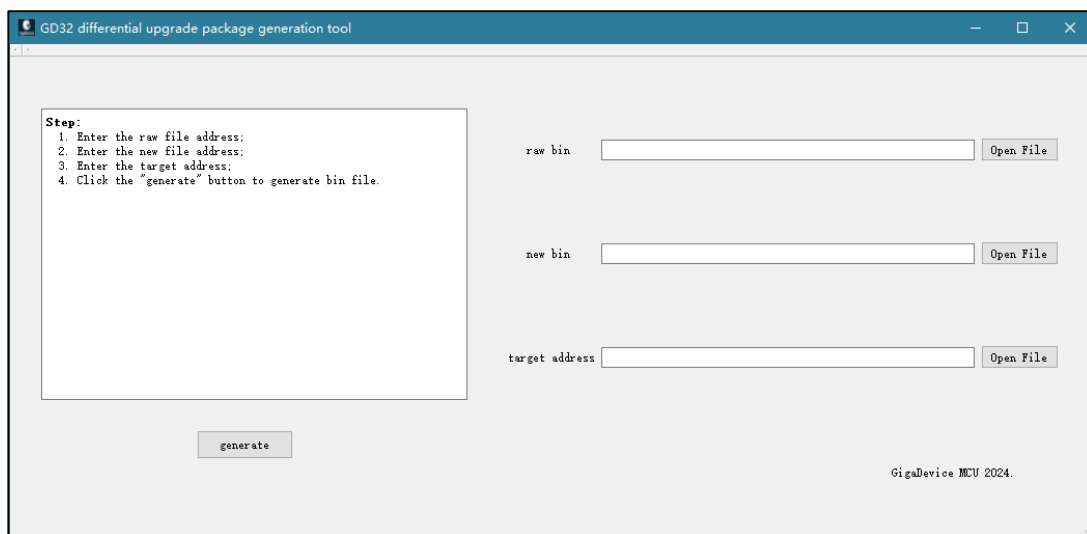 GD32 differential upgrade package generation tool
Step:
1. Enter the raw file address;
2. Enter the new file address;
3. Enter the target address;
4. Click the "generate" button to generate bin file.
raw bin
Open File
new bin
Open File
target address
Open File
generate
GigaDevice MCU 2024.